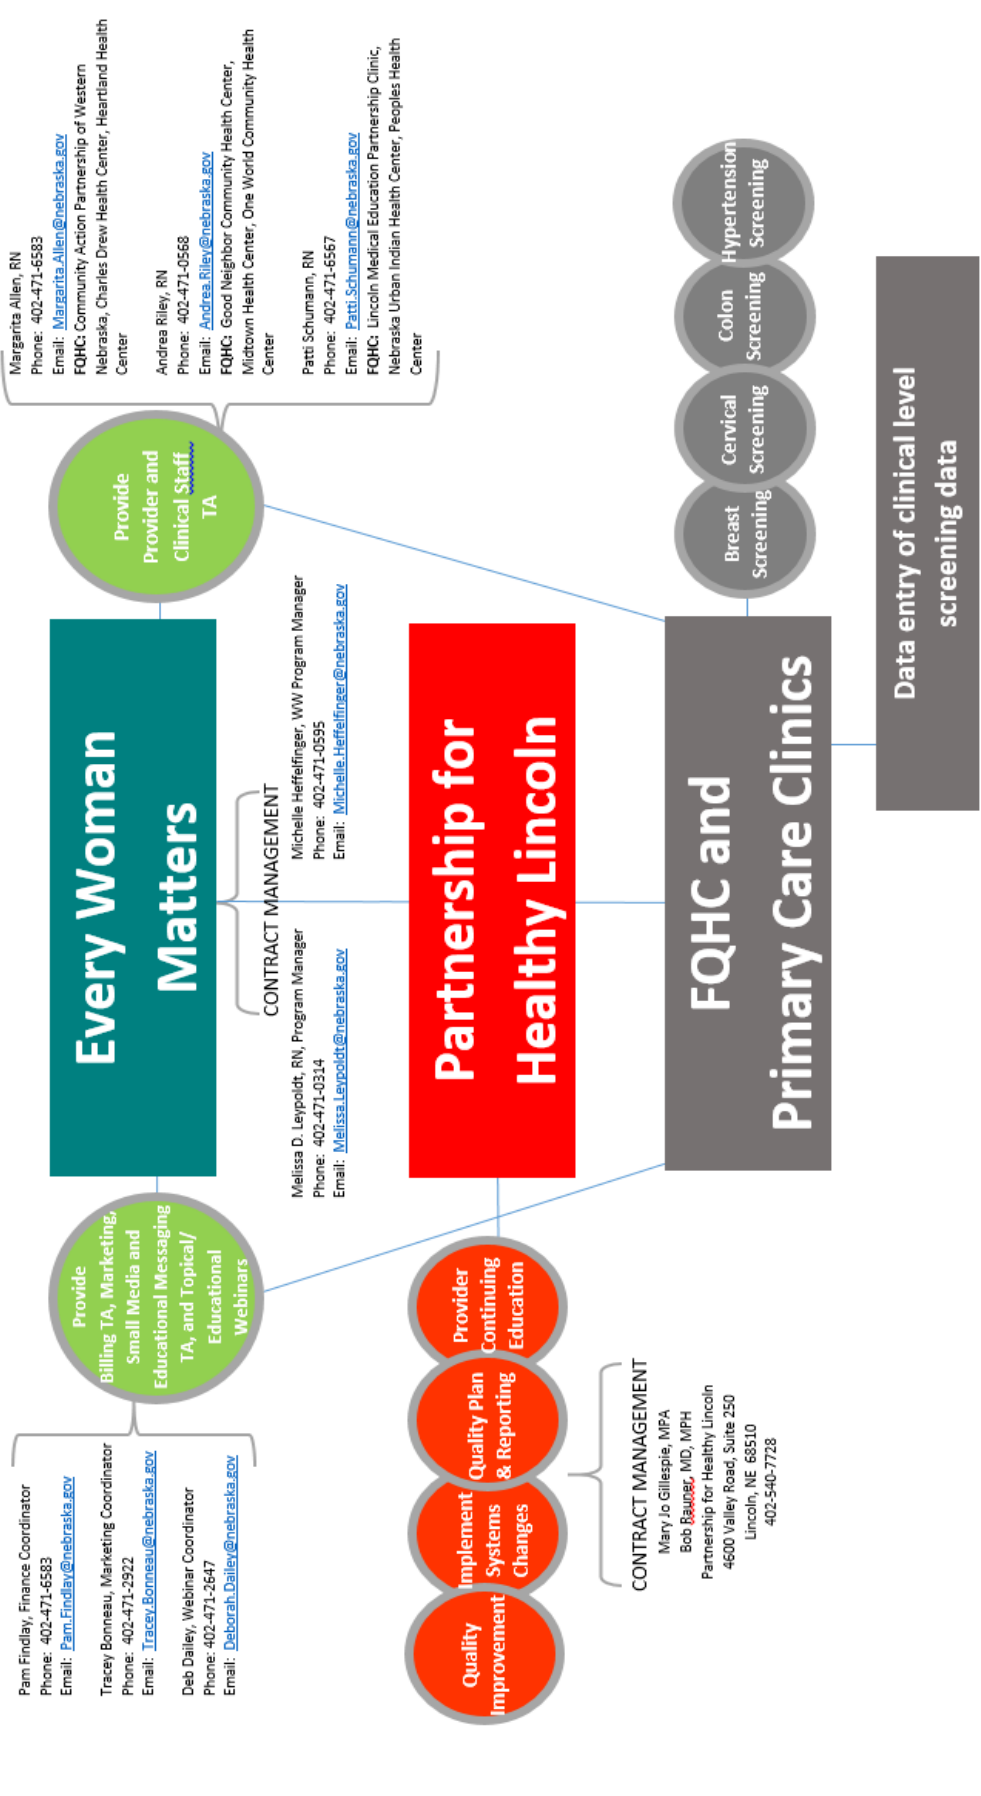 Pam Findlay, Finance Coordinator
Phone: 402-471-6583
Email: Pam.Findlay@nebraska.gov
Tracey Bonneau, Marketing Coordinator
Phone: 402-471-2922
Email: Tracey.Bonneau@nebraska.gov
Deb Dailey, Webinar Coordinator
Phone: 402-471-2647
Email: Deborah.Dailey@nebraska.gov
Provide
Billing TA, Marketing,
Small Media and
Educational Messaging
TA, and Topical/
Educational
Webinars
Every Woman
Matters
Provide
Provider and
Clinical Staff
TA
Margarita Allen, RN
Phone: 402-471-6583
Email: Margarita.Allen@nebraska.gov
FQHC: Community Action Partnership of Western
Nebraska, Charles Drew Health Center, Heartland Health
Center
Andrea Riley, RN
Phone: 402-471-0568
Email: Andrea.Riley@nebraska.gov
FQHC: Good Neighbor Community Health Center,
Midtown Health Center, One World Community Health
Center
Patti Schumann, RN
Phone: 402-471-6567
Email: Patti.Schumann@nebraska.gov
FQHC: Lincoln Medical Education Partnership Clinic,
Nebraska Urban Indian Health Center, Peoples Health
Center
CONTRACT MANAGEMENT
Melissa D. Leypoldt, RN, Program Manager
Phone: 402-471-0314
Email: Melissa.Leypoldt@nebraska.gov
Michelle Heffelfinger, WW Program Manager
Phone: 402-471-0595
Email: Michelle.Heffelfinger@nebraska.gov
Quality
Improvement
Implement
Systems
Changes
Quality Plan
& Reporting
Provider
Continuing
Education
Partnership for
Healthy Lincoln
CONTRACT MANAGEMENT
Mary Jo Gillespie, MPA
Bob Rauner, MD, MPH
Partnership for Healthy Lincoln
4600 Valley Road, Suite 250
Lincoln, NE 68510
402-540-7728
FQHC and
Primary Care Clinics
Breast
Screening
Cervical
Screening
Colon
Screening
Hypertension
Screening
Data entry of clinical level
screening data